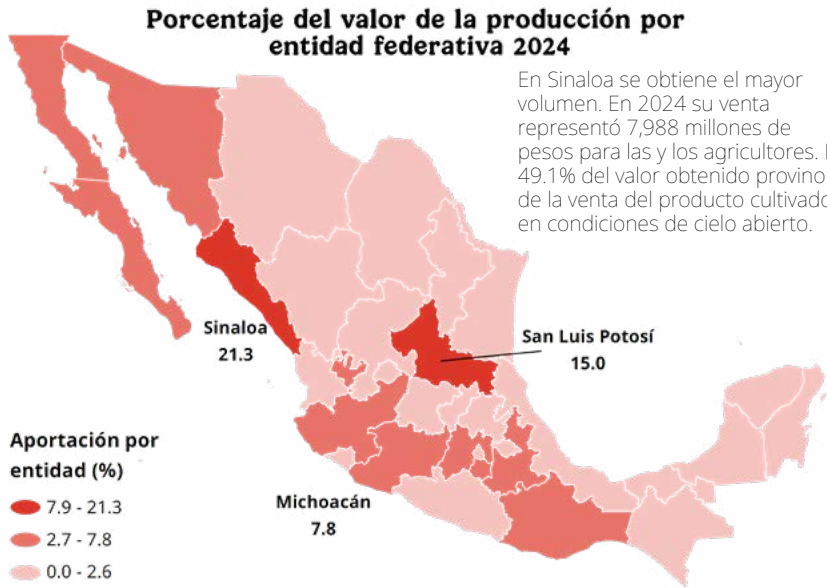 Porcentaje del valor de la producción por
entidad federativa 2024
En Sinaloa se obtiene el mayor
volumen. En 2024 su venta
representó 7,988 millones de
pesos para las y los agricultores.
49.1% del valor obtenido provino
de la venta del producto cultivado
en condiciones de cielo abierto.
Sinaloa
21.3
San Luis Potosí
15.0
Michoacán
7.8
Aportación por
entidad (%)
7.9 - 21.3
2.7 - 7.8
0.0 - 2.6